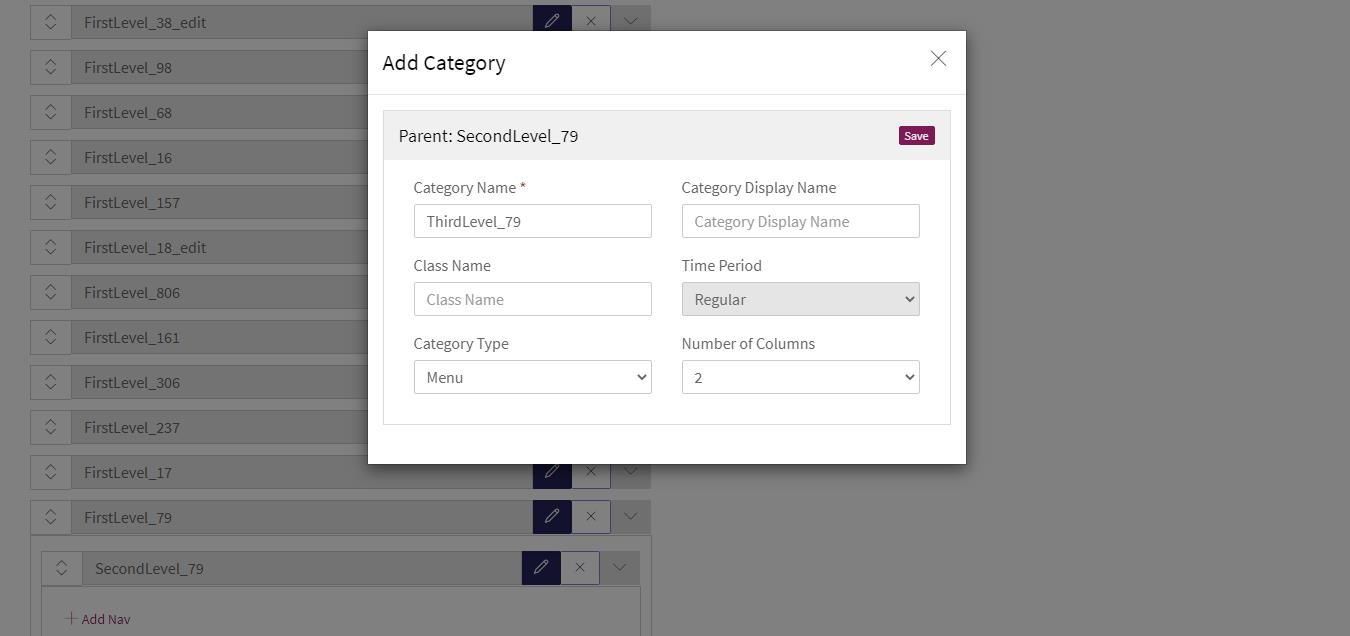 FirstLevel_38_edit
FirstLevel_98
FirstLevel_68
FirstLevel_16
FirstLevel_157
FirstLevel_18_edit
FirstLevel_806
FirstLevel_161
FirstLevel_306
FirstLevel_237
FirstLevel_17
FirstLevel_79
SecondLevel_79
Add Nav
Add Category
Parent: SecondLevel_79 Save
Category Name * Category Display Name
ThirdLevel_79 Category Display Name
Class Name Time Period
Class Name Regular
Category Type Number of Columns
Menu 2